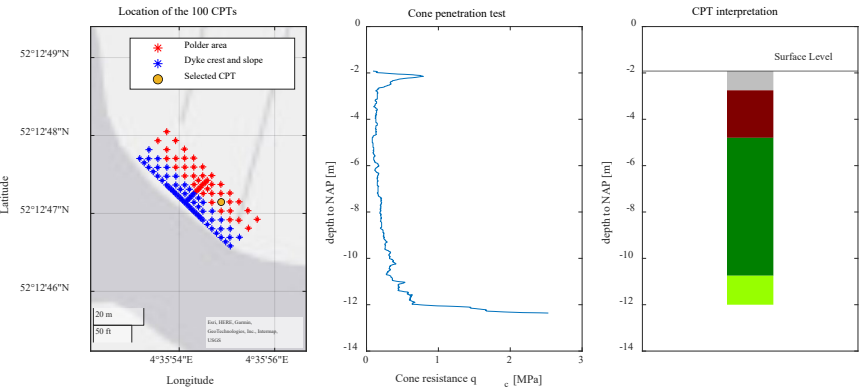 Location of the 100 CPTs
52°12'49"N
52°12'48"N
52°12'47"N
52°12'46"N
Latitude
Polder area
Dyke crest and slope
Selected CPT
20 m
50 ft
Esri, HERE, Garmin,
GeoTechnologies, Inc., Intermap,
USGS
4°35'54"E
4°35'56"E
Longitude
Cone penetration test
0
-2
-4
-6
-8
-10
-12
-14
depth to NAP [m]
0
1
2
3
Cone resistance q c [MPa]
CPT interpretation
Surface Level
0
-2
-4
-6
-8
-10
-12
-14
depth to NAP [m]